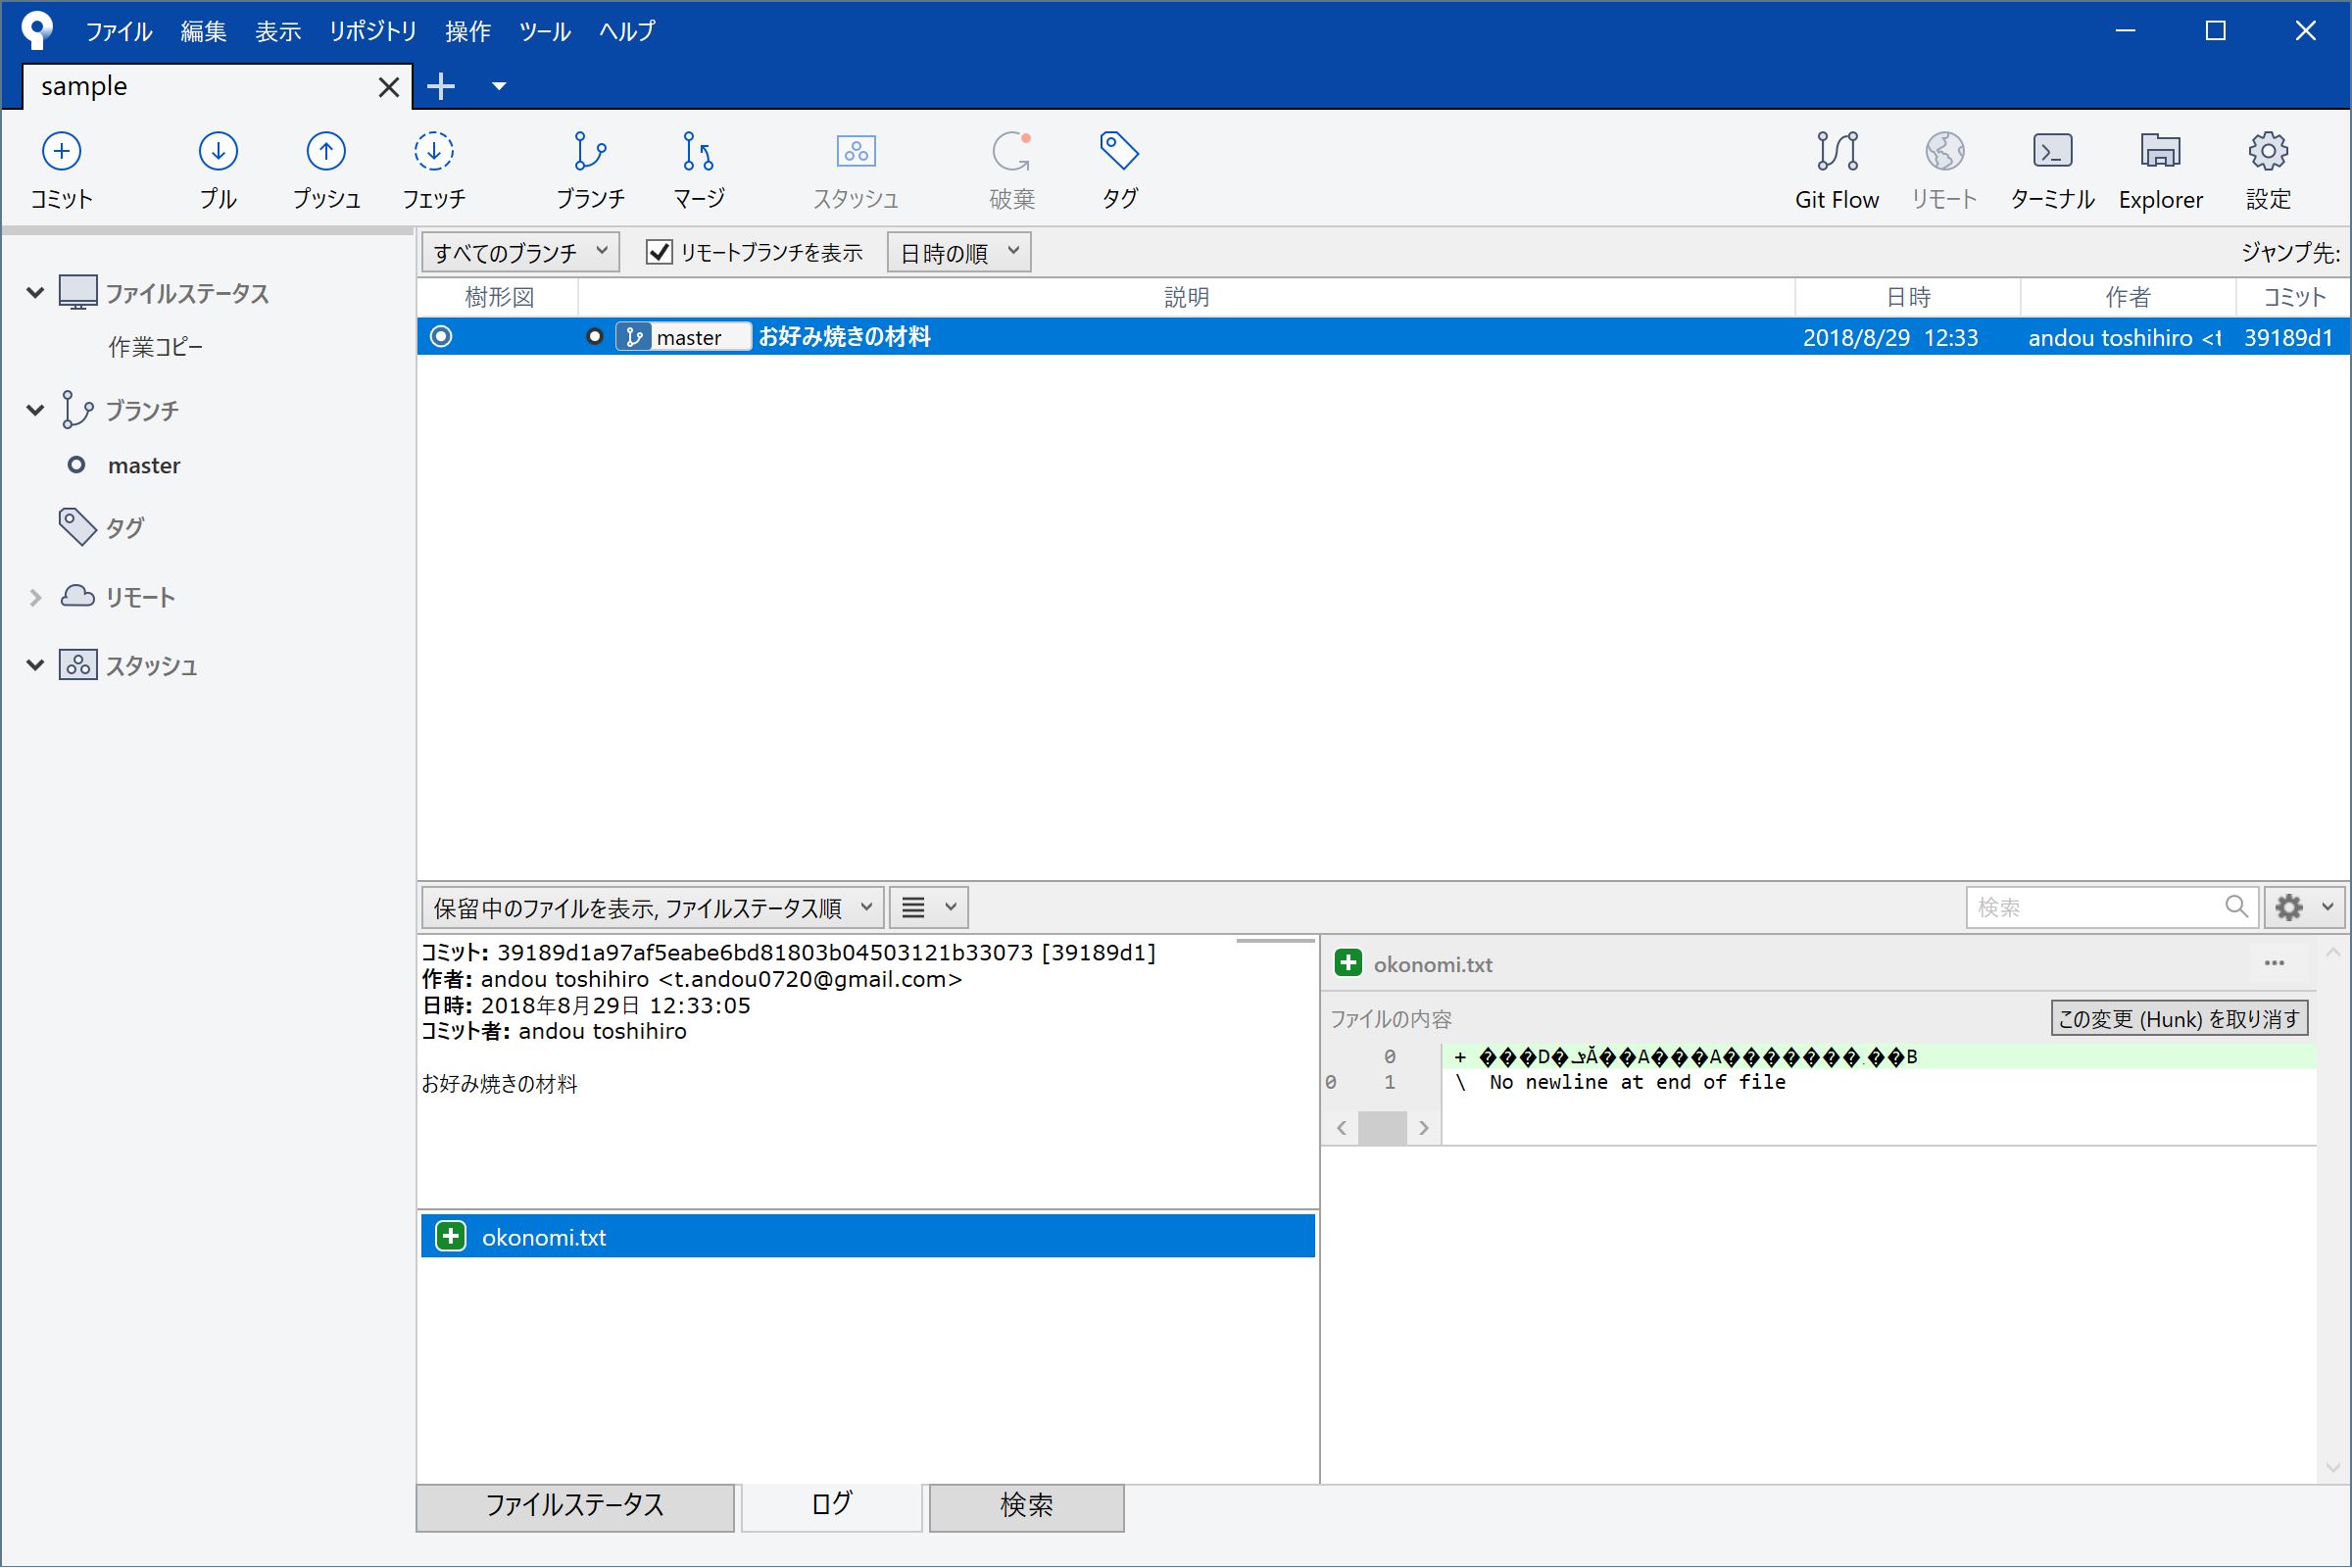 ファイル 編集 表示 リポジトリ 操作 ツール ヘルプ
sample
コミット プル プッシュ フェッチ ブランチ マージ スタッシュ 破棄 タグ Git Flow リモート ターミナル Explorer 設定
すべてのブランチ リモートブランチを表示 日時の順 ジャンプ先:
樹形図 説明 日時 作者 コミット
master お好み焼きの材料 2018/8/29 12:33 andou toshihiro <t 39189d1
ファイルステータス
作業コピー
ブランチ
master
タグ
リモート
スタッシュ
保留中のファイルを表示, ファイルステータス順 検索
コミット: 39189d1a97af5eabe6bd81803b04503121b33073 [39189d1]
作者: andou toshihiro <t.andou0720@gmail.com>
日時: 2018年8月29日 12:33:05
コミット者: andou toshihiro
お好み焼きの材料
okonomi.txt
okonomi.txt
ファイルの内容 この変更 (Hunk) を取り消す
0 +
0 1 \ No newline at end of file
ファイルステータス ログ 検索